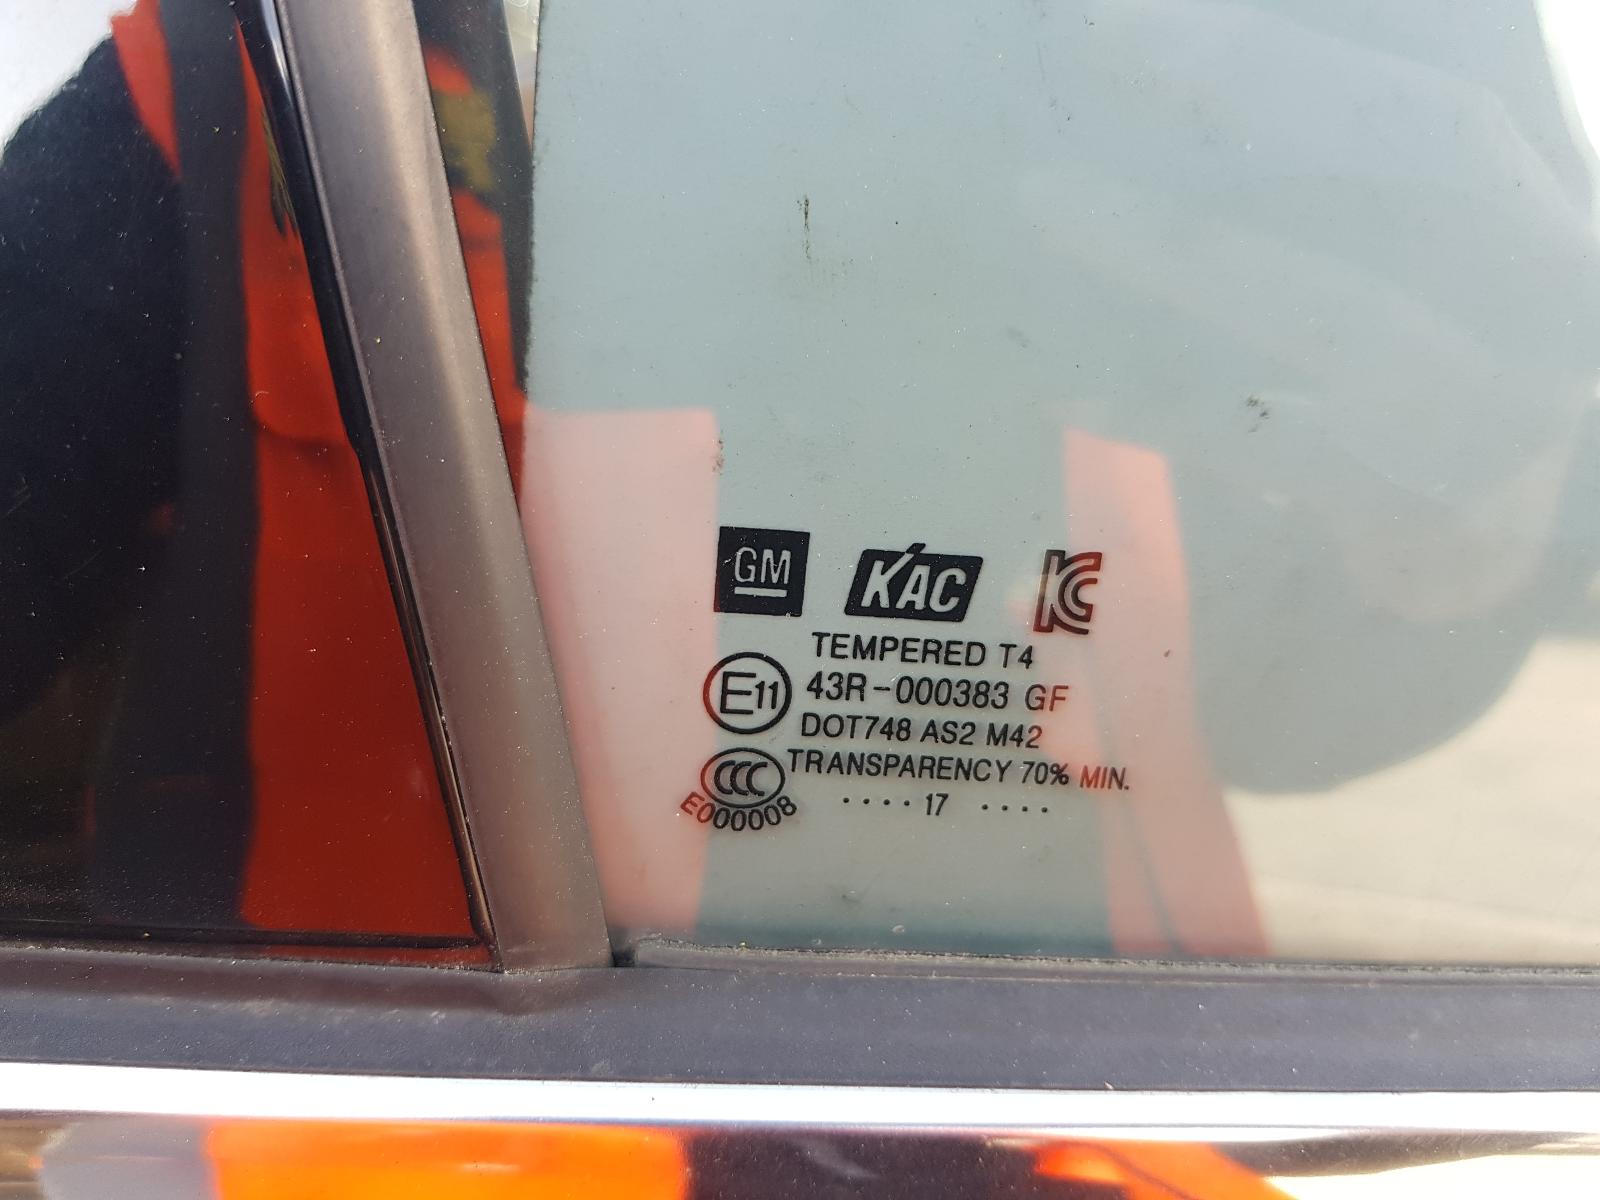 GM KAC KC
TEMPERED T4
E11 43R-000383 GF
DOT748 AS2 M42
CCC TRANSPARENCY 70% MIN.
E000008 .... 17 ....